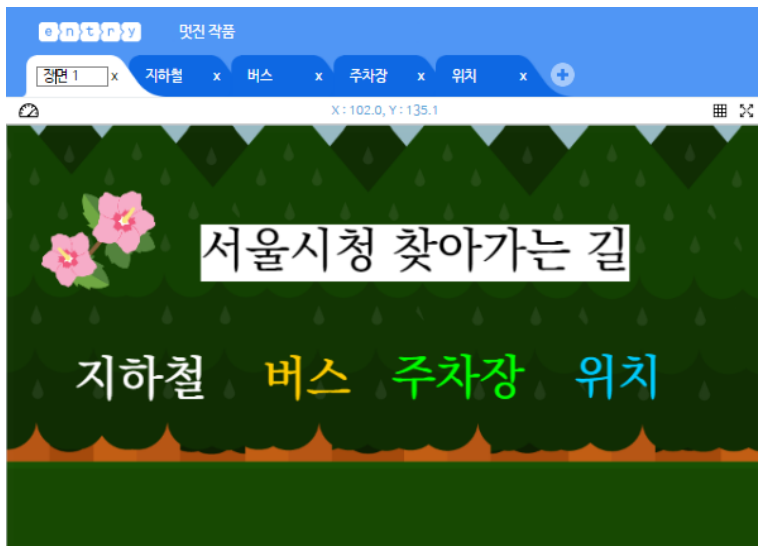 entry 멋진 작품
장면 1 x 지하철 x 버스 x 주차장 x 위치 x +
X : 102.0, Y : 135.1
서울시청 찾아가는 길
지하철 버스 주차장 위치